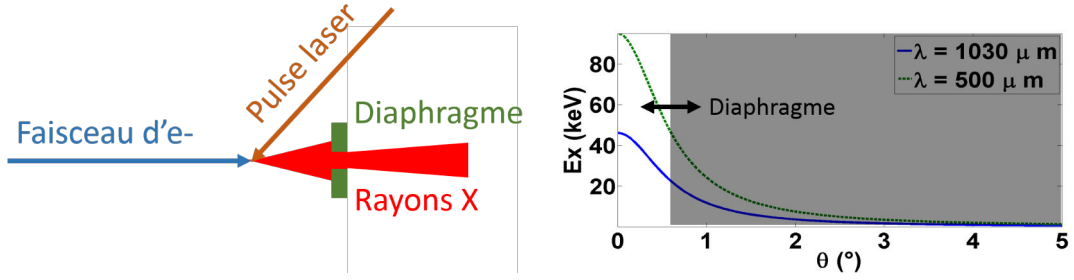 Pulse laser
Faisceau d'e-
Diaphragme
Rayons X
Ex (keV)
80
60
40
20
λ = 1030 μ m
λ = 500 μ m
Diaphragme
0
1
2
3
4
5
θ (°)